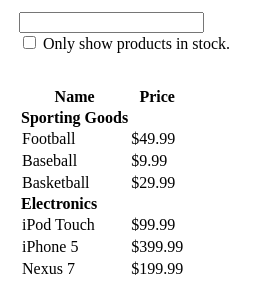 Only show products in stock.
Name Price
Sporting Goods
Football $49.99
Baseball $9.99
Basketball $29.99
Electronics
iPod Touch $99.99
iPhone 5 $399.99
Nexus 7 $199.99